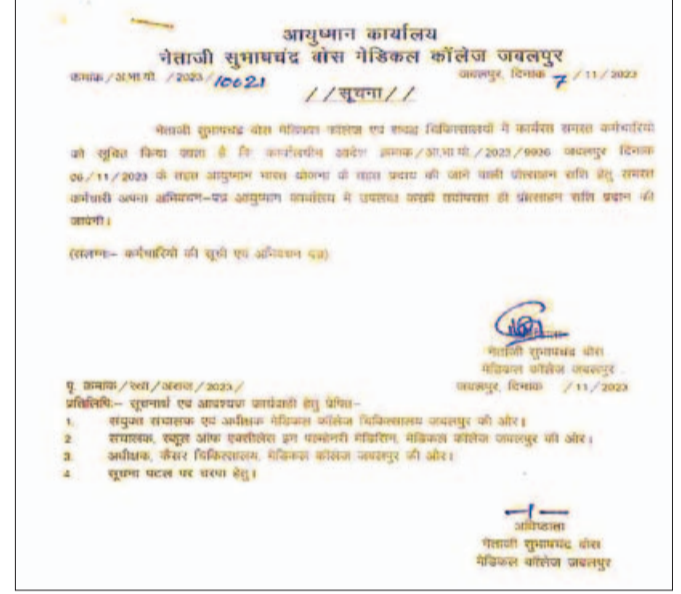 आयुष्मान कार्यालय
नेताजी सुभाषचंद्र बोस मेडिकल कॉलेज जबलपुर
क्रमांक/आ.भा.यो. /2023/10021 जबलपुर, दिनांक 7/11/2023
//सूचना//
नेताजी सुभाषचंद्र बोस मेडिकल कॉलेज एवं संबद्ध चिकित्सालयों में कार्यरत समस्त कर्मचारियों
को सूचित किया जाता है कि कार्यालयीन आदेश क्रमांक/आ.भा.यो/2023/9936 जबलपुर दिनांक
06/11/2023 के तहत आयुष्मान भारत योजना के तहत प्रदाय की जाने वाली प्रोत्साहन राशि हेतु समस्त
कर्मचारी अपना अभिवचन-पत्र आयुष्मान कार्यालय में उपलब्ध करावे तदोपरांत ही प्रोत्साहन राशि प्रदान की
जायेगी।
(संलग्न:- कर्मचारियों की सूची एवं अभिवचन पत्र)
नेताजी सुभाषचंद्र बोस
मेडिकल कॉलेज जबलपुर
पृ. क्रमांक/स्था/अराज/2023/ जबलपुर, दिनांक /11/2023
प्रतिलिपि:- सूचनार्थ एवं आवश्यक कार्यवाही हेतु प्रेषित-
1. संयुक्त संचालक एवं अधीक्षक मेडिकल कॉलेज चिकित्सालय जबलपुर की ओर।
2 संचालक, स्कूल ऑफ एक्सीलेंस इन पल्मोनरी मेडिसिन, मेडिकल कॉलेज जबलपुर की ओर।
3. अधीक्षक, कैंसर चिकित्सालय, मेडिकल कॉलेज जबलपुर की ओर।
4 सूचना पटल पर चस्पा हेतु।
अधिष्ठाता
नेताजी सुभाषचंद्र बोस
मेडिकल कॉलेज जबलपुर